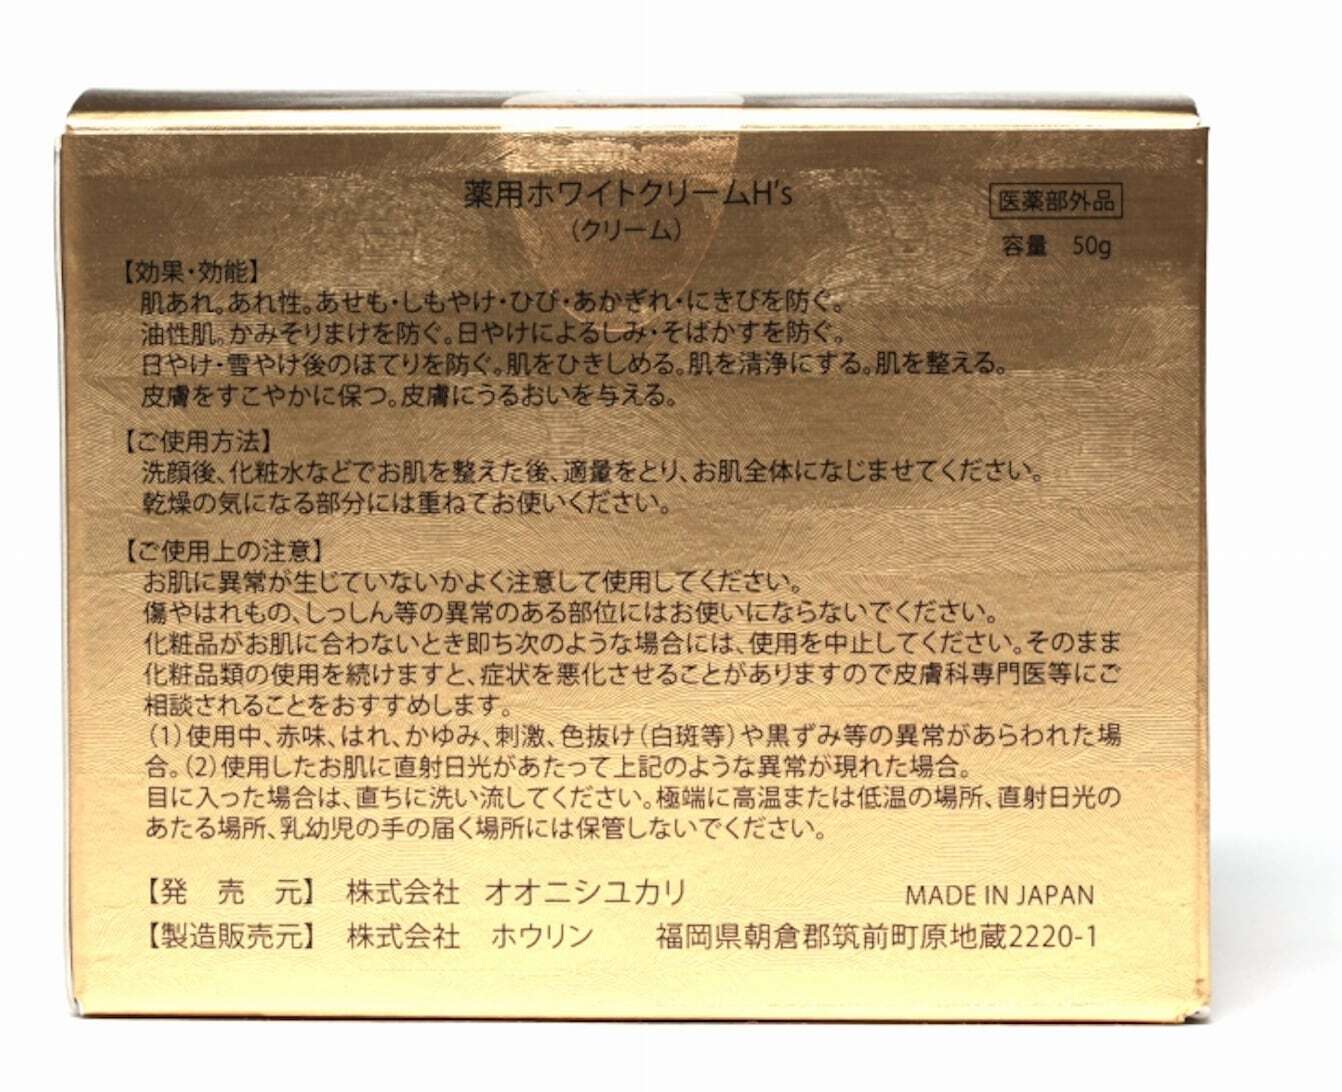 薬用ホワイトクリームH's
(クリーム)
医薬部外品
容量 50g
【効果・効能】
肌あれ。あれ性。あせも・しもやけ・ひび・あかぎれ・にきびを防ぐ。
油性肌。かみそりまけを防ぐ。日やけによるしみ・そばかすを防ぐ。
日やけ・雪やけ後のほてりを防ぐ。肌をひきしめる。肌を清浄にする。肌を整える。
皮膚をすこやかに保つ。皮膚にうるおいを与える。
【ご使用方法】
洗顔後、化粧水などでお肌を整えた後、適量をとり、お肌全体になじませてください。
乾燥の気になる部分には重ねてお使いください。
【ご使用上の注意】
お肌に異常が生じていないかよく注意して使用してください。
傷やはれもの、しっしん等の異常のある部位にはお使いにならないでください。
化粧品がお肌に合わないとき即ち次のような場合には、使用を中止してください。そのまま
化粧品類の使用を続けますと、症状を悪化させることがありますので皮膚科専門医等にご
相談されることをおすすめします。
(1)使用中、赤味、はれ、かゆみ、刺激、色抜け(白斑等)や黒ずみ等の異常があらわれた場
合。(2)使用したお肌に直射日光があたって上記のような異常が現れた場合。
目に入った場合は、直ちに洗い流してください。極端に高温または低温の場所、直射日光の
あたる場所、乳幼児の手の届く場所には保管しないでください。
【発 売 元】 株式会社 オオニシユカリ MADE IN JAPAN
【製造販売元】 株式会社 ホウリン 福岡県朝倉郡筑前町原地蔵2220-1